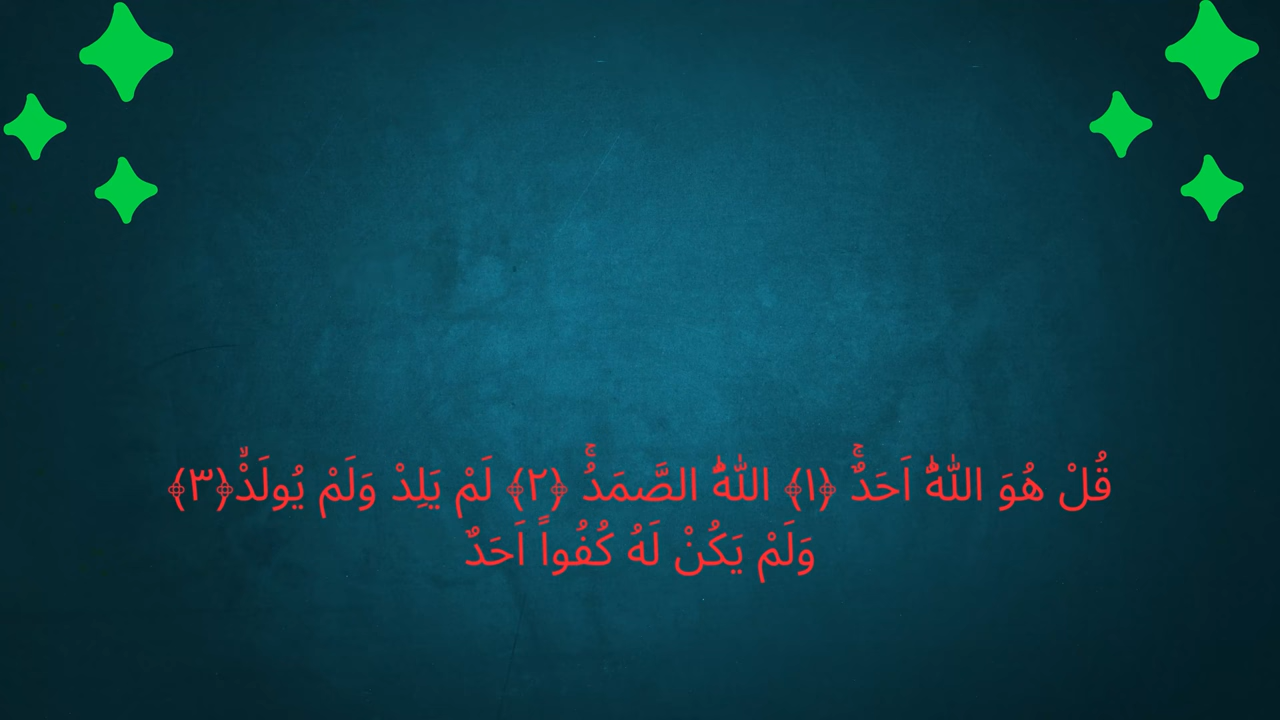 قُلْ هُوَ اللّٰهُ اَحَدٌۚ ﴿١﴾ اَللّٰهُ الصَّمَدُۚ ﴿٢﴾ لَمْ يَلِدْ وَلَمْ يُولَدْۙ﴿٣﴾
وَلَمْ يَكُنْ لَهُ كُفُواً اَحَدٌ